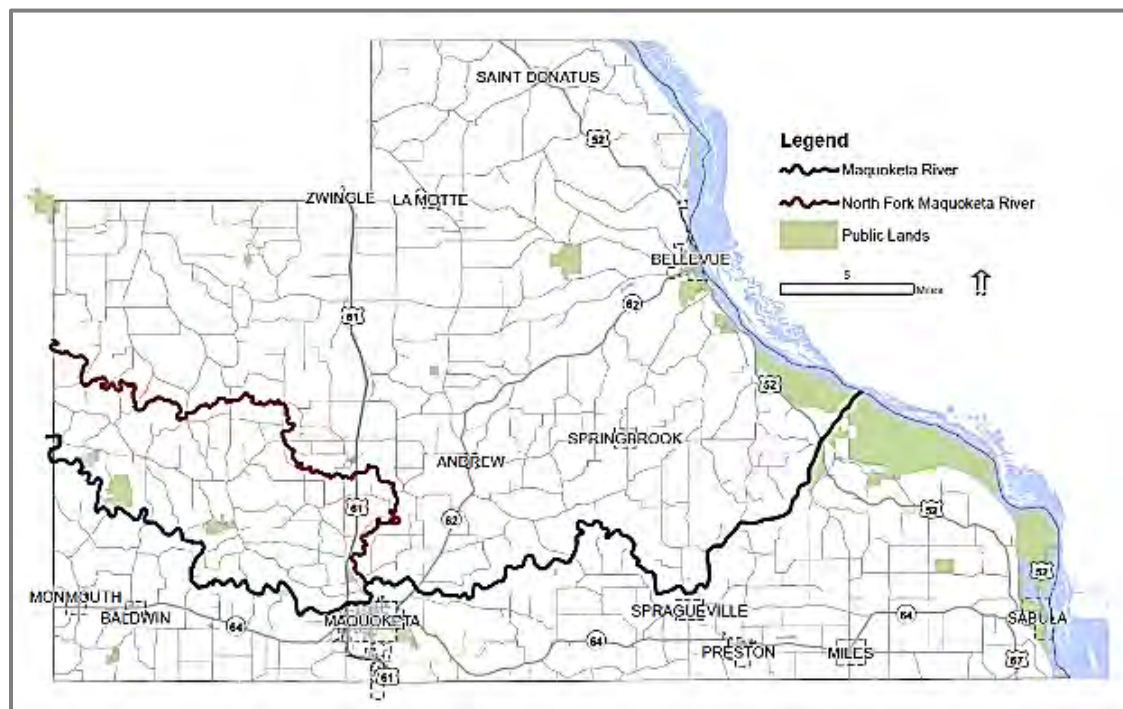 SAINT DONATUS
52
Legend
Maquoketa River
ZWINGLE
LA MOTTE
North Fork Maquoketa River
Public Lands
BELLEVUE
5
Miles
62
61
52
SPRINGBROOK
ANDREW
61
62
52
52
MONMOUTH
BALDWIN
64
MAQUOKETA
SPRAGUEVILLE
64
SABULA
64
PRESTON
MILES
67
61